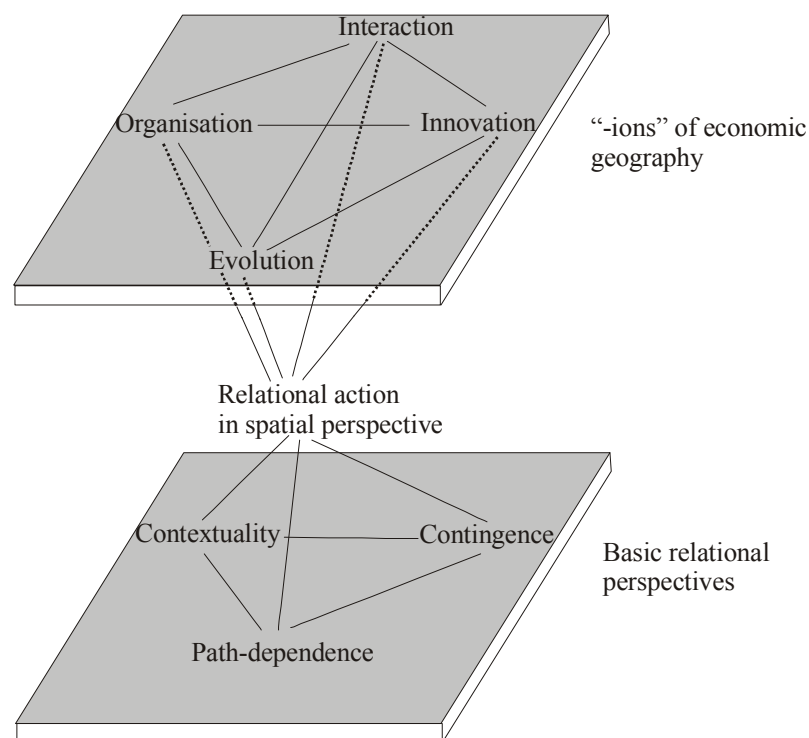 Interaction
Organisation
Innovation
“-ions” of economic
geography
Evolution
Relational action
in spatial perspective
Contextuality
Contingence
Basic relational
perspectives
Path-dependence